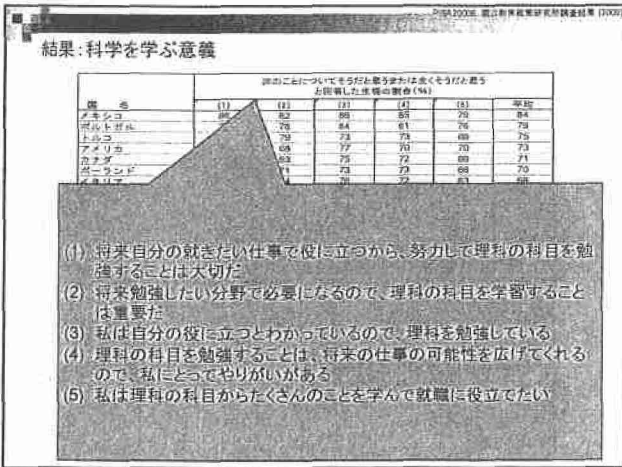 PISA2006, 国立教育政策研究所調査結果 (2007)
結果：科学を学ぶ意義
次のことについてそうだと思うまたは全くそうだと思う
と回答した生徒の割合(%)
国 名 (1) (2) (3) (4) (5) 平均
メキシコ 82 85 79 84
ポルトガル 78 84 81 76 79
トルコ 79 73 73 69 75
アメリカ 68 77 70 70 73
カナダ 63 75 72 69 71
ポーランド 71 73 73 66 70
イタリア 76 72 63 68
(1) 将来自分の就きたい仕事で役に立つから、努力して理科の科目を勉
強することは大切だ
(2) 将来勉強したい分野で必要になるので、理科の科目を学習すること
は重要だ
(3) 私は自分の役に立つとわかっているので、理科を勉強している
(4) 理科の科目を勉強することは、将来の仕事の可能性を広げてくれる
ので、私にとってやりがいがある
(5) 私は理科の科目からたくさんのことを学んで就職に役立てたい